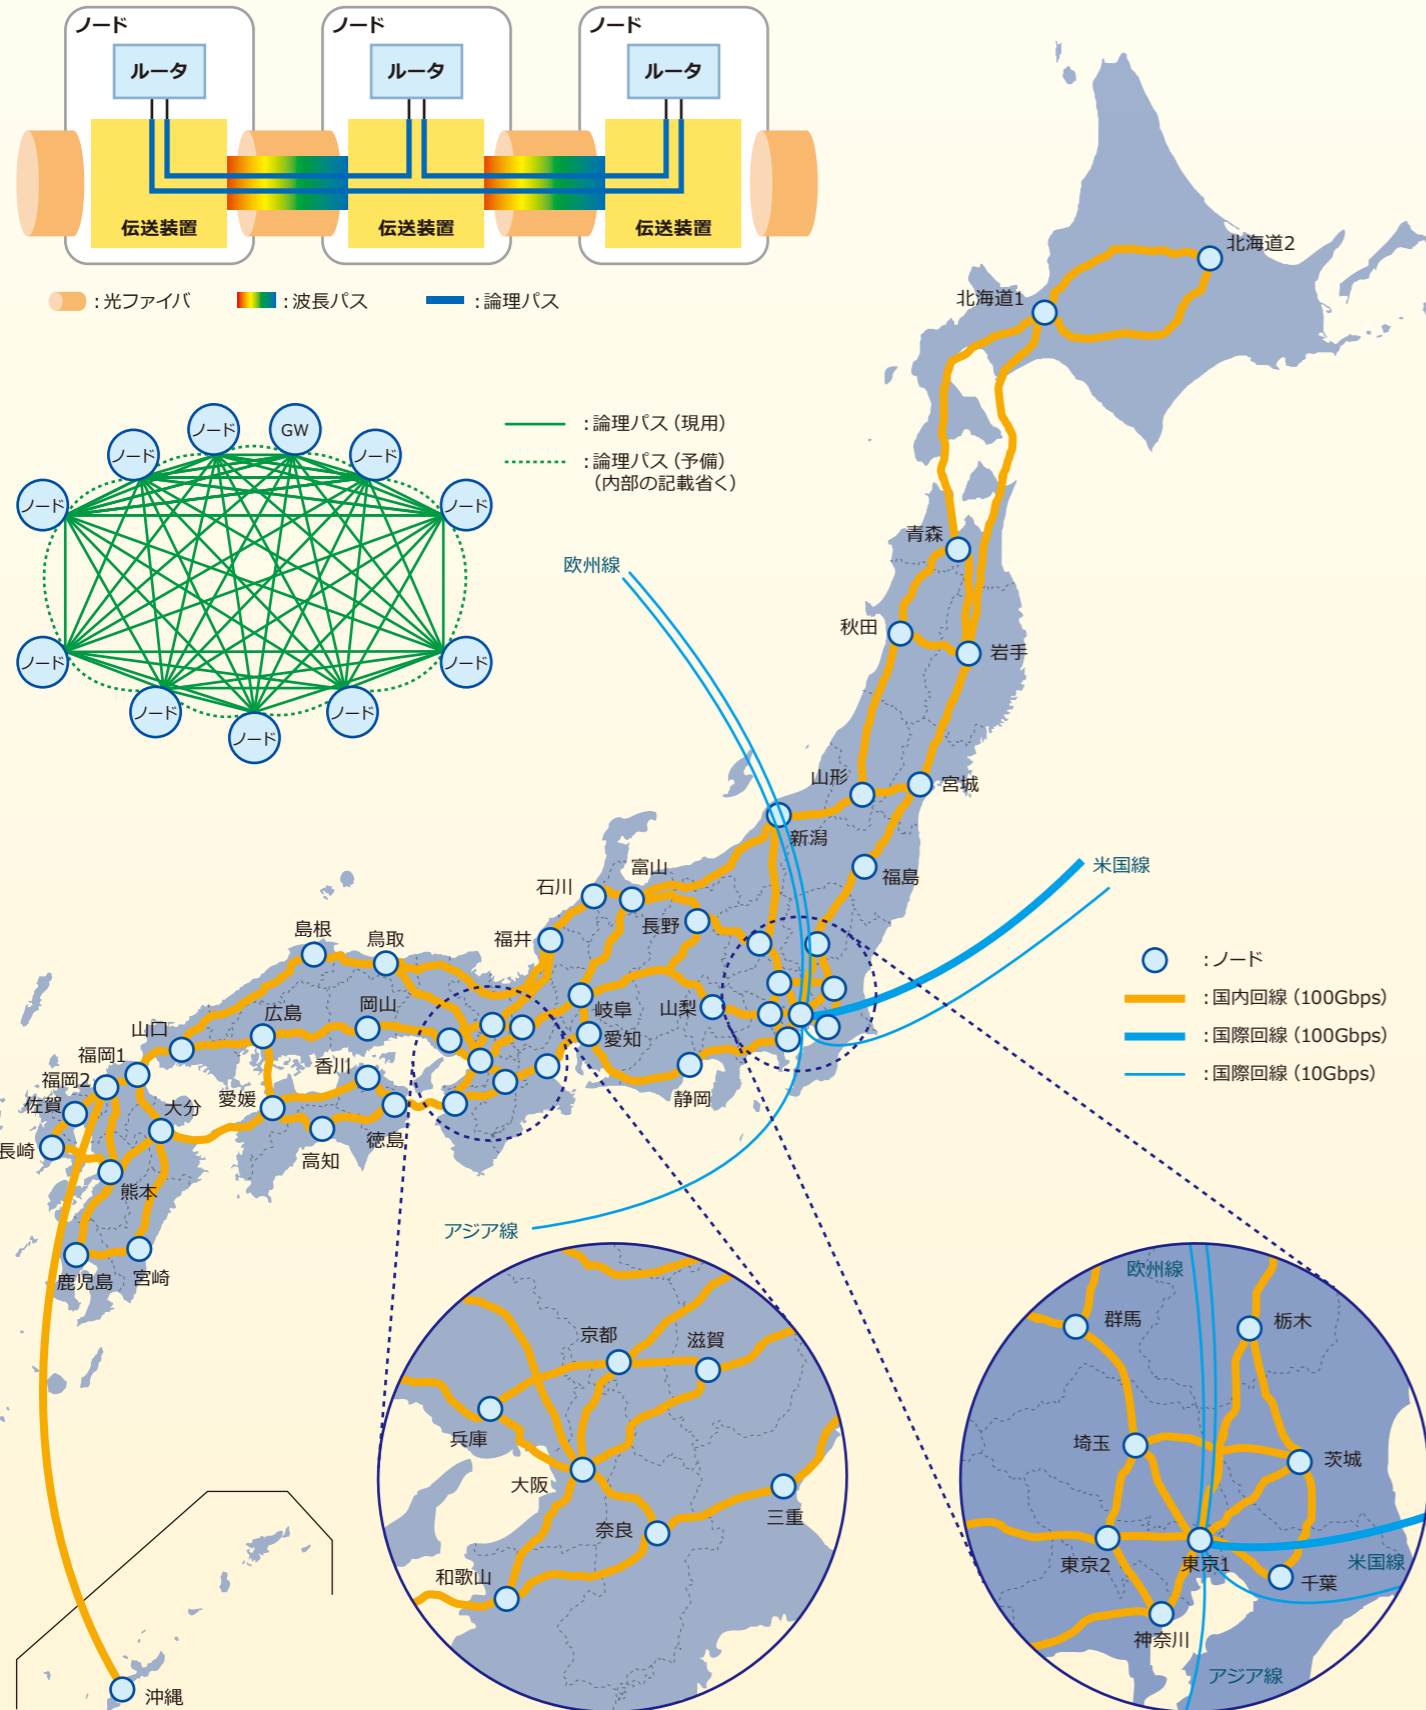 ノード
ノード
ノード
ルータ
ルータ
ルータ
伝送装置
伝送装置
伝送装置
：光ファイバ
：波長パス
：論理パス
ノード
GW
ノード
ノード
ノード
ノード
ノード
ノード
ノード
ノード
ノード
：論理パス（現用）
：論理パス（予備）
（内部の記載省く）
北海道2
北海道1
青森
秋田
岩手
欧州線
山形
宮城
新潟
福島
米国線
富山
石川
長野
福井
島根
鳥取
岡山
広島
山口
岐阜
山梨
愛知
福岡1
福岡2
香川
静岡
佐賀
大分
愛媛
徳島
長崎
高知
熊本
鹿児島
宮崎
アジア線
：ノード
：国内回線（100Gbps）
：国際回線（100Gbps）
：国際回線（10Gbps）
京都
滋賀
兵庫
大阪
奈良
三重
和歌山
欧州線
群馬
栃木
埼玉
茨城
東京2
東京1
米国線
千葉
神奈川
アジア線
沖縄